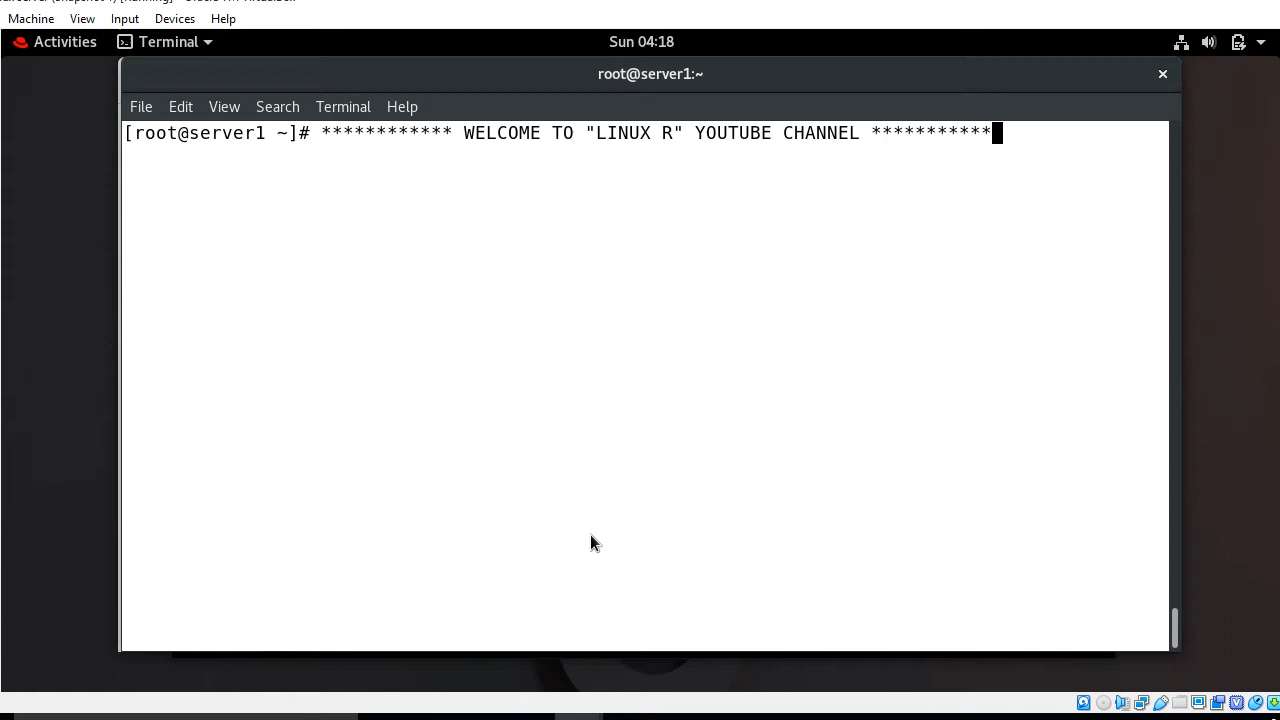 Machine View Input Devices Help
Activities Terminal Sun 04:18
root@server1:~
File Edit View Search Terminal Help
[root@server1 ~]# ************ WELCOME TO "LINUX R" YOUTUBE CHANNEL ***********